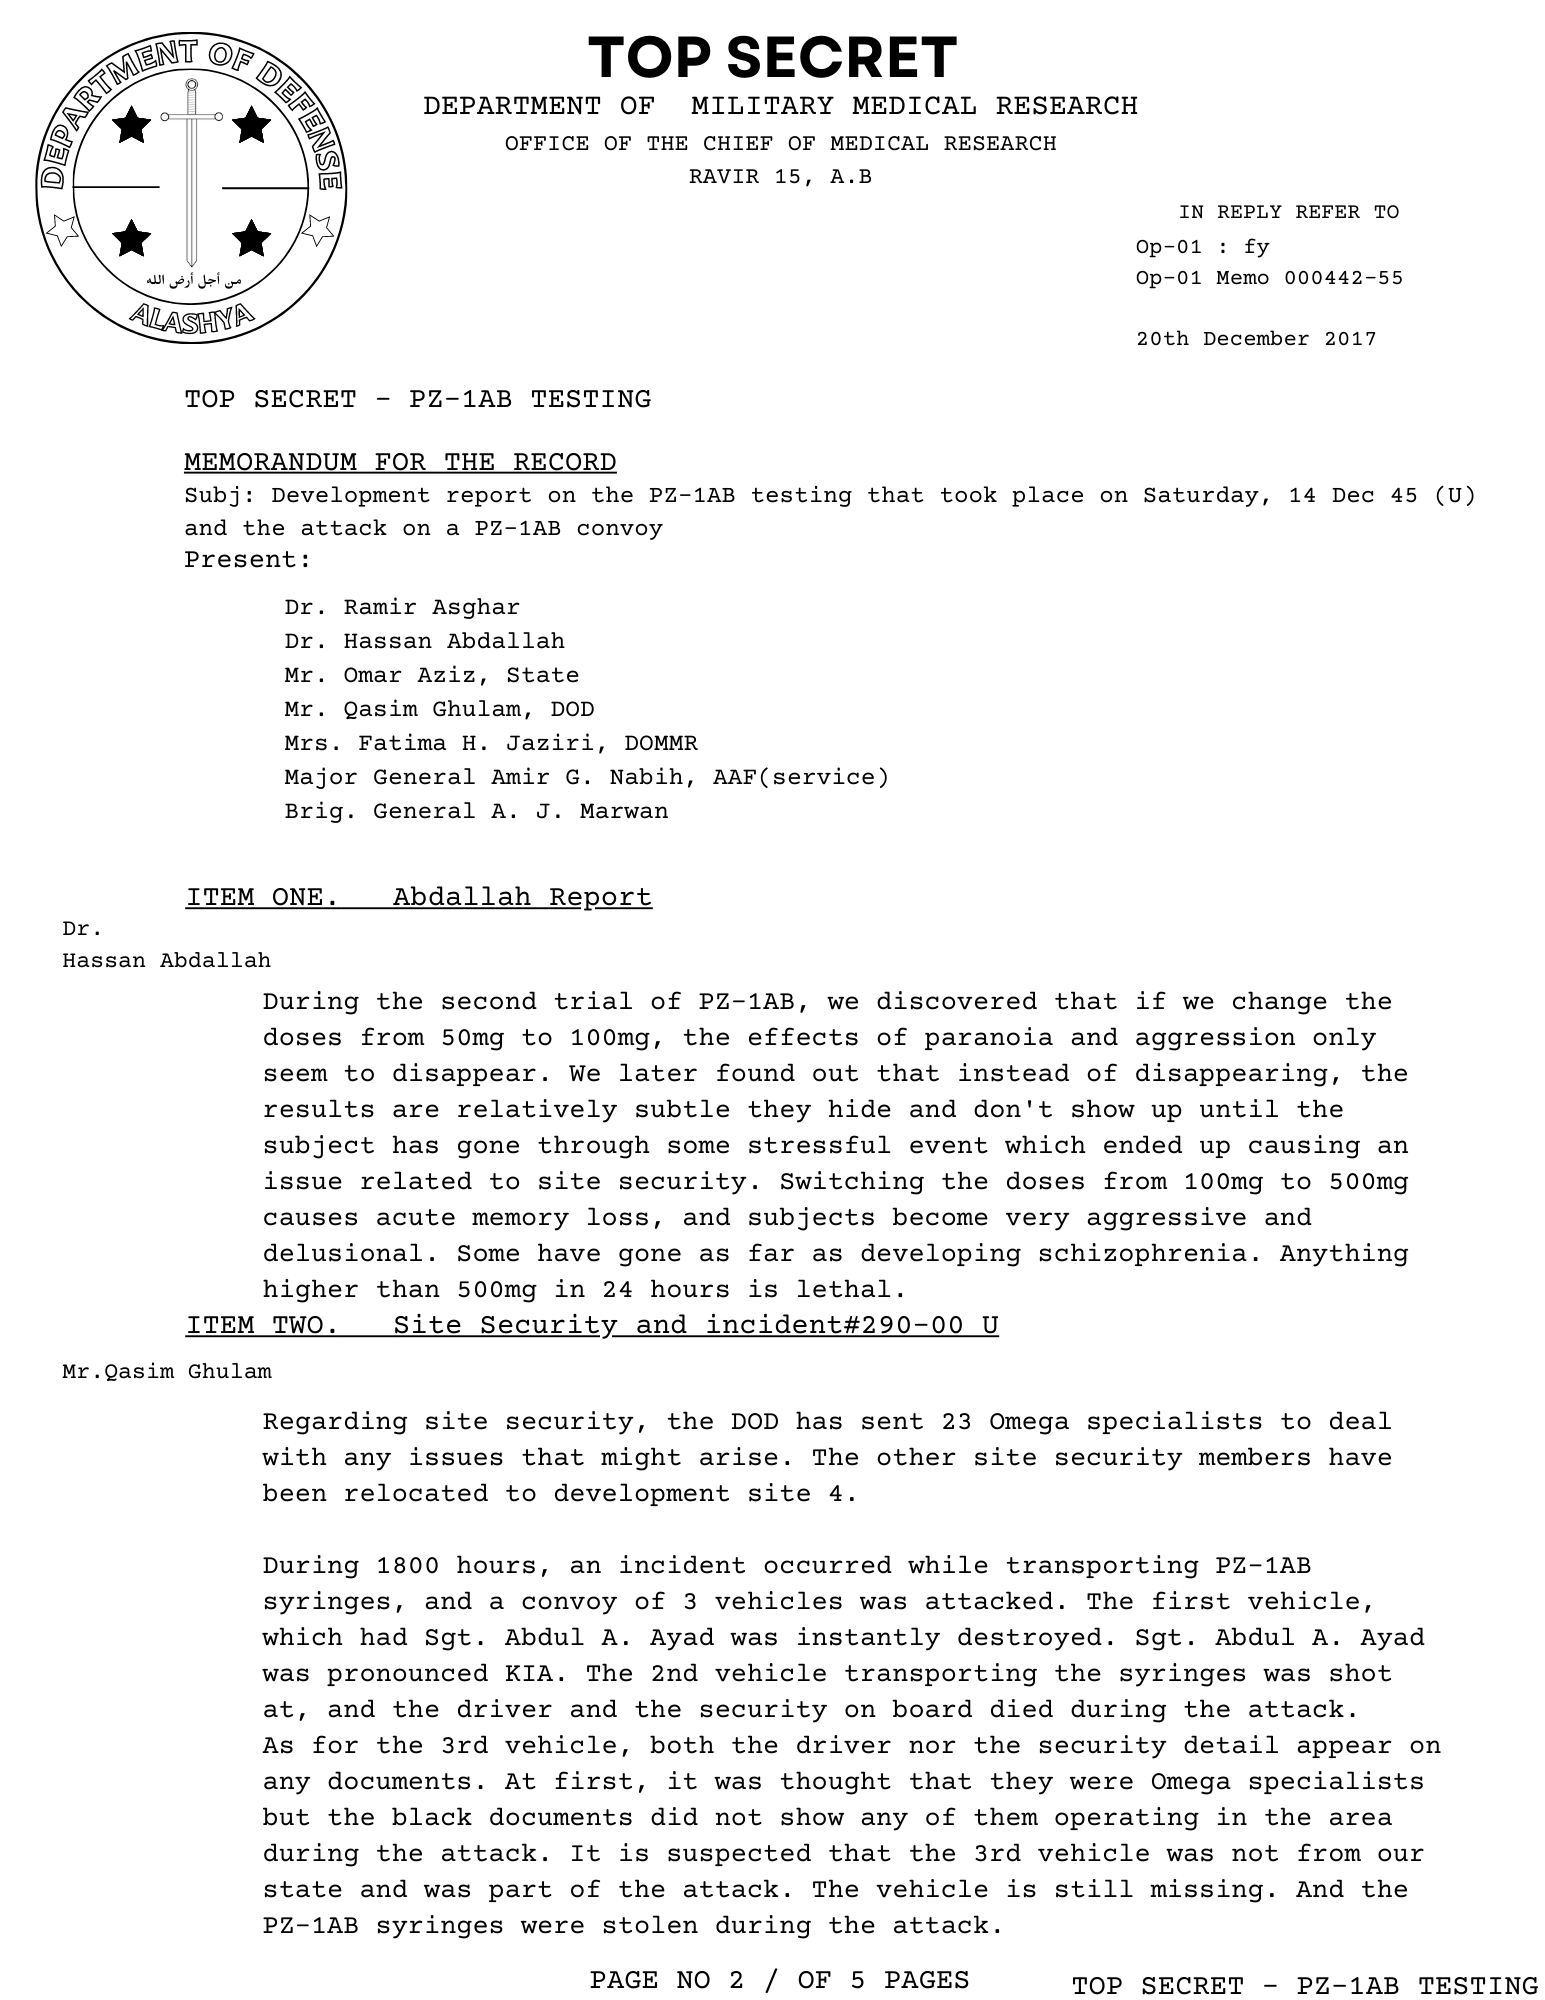 DEPARTMENT OF DEFENSE
من أجل أرض الله
ALASHYA
TOP SECRET
DEPARTMENT OF  MILITARY MEDICAL RESEARCH
OFFICE OF THE CHIEF OF MEDICAL RESEARCH
RAVIR 15, A.B
IN REPLY REFER TO
Op-01 : fy
Op-01 Memo 000442-55
20th December 2017
TOP SECRET - PZ-1AB TESTING
MEMORANDUM FOR THE RECORD
Subj: Development report on the PZ-1AB testing that took place on Saturday, 14 Dec 45 (U)
and the attack on a PZ-1AB convoy
Present:
Dr. Ramir Asghar
Dr. Hassan Abdallah
Mr. Omar Aziz, State
Mr. Qasim Ghulam, DOD
Mrs. Fatima H. Jaziri, DOMMR
Major General Amir G. Nabih, AAF(service)
Brig. General A. J. Marwan
ITEM ONE.   Abdallah Report
Dr.
Hassan Abdallah
During the second trial of PZ-1AB, we discovered that if we change the
doses from 50mg to 100mg, the effects of paranoia and aggression only
seem to disappear. We later found out that instead of disappearing, the
results are relatively subtle they hide and don't show up until the
subject has gone through some stressful event which ended up causing an
issue related to site security. Switching the doses from 100mg to 500mg
causes acute memory loss, and subjects become very aggressive and
delusional. Some have gone as far as developing schizophrenia. Anything
higher than 500mg in 24 hours is lethal.
ITEM TWO.   Site Security and incident#290-00 U
Mr.Qasim Ghulam
Regarding site security, the DOD has sent 23 Omega specialists to deal
with any issues that might arise. The other site security members have
been relocated to development site 4.
During 1800 hours, an incident occurred while transporting PZ-1AB
syringes, and a convoy of 3 vehicles was attacked. The first vehicle,
which had Sgt. Abdul A. Ayad was instantly destroyed. Sgt. Abdul A. Ayad
was pronounced KIA. The 2nd vehicle transporting the syringes was shot
at, and the driver and the security on board died during the attack.
As for the 3rd vehicle, both the driver nor the security detail appear on
any documents. At first, it was thought that they were Omega specialists
but the black documents did not show any of them operating in the area
during the attack. It is suspected that the 3rd vehicle was not from our
state and was part of the attack. The vehicle is still missing. And the
PZ-1AB syringes were stolen during the attack.
PAGE NO 2 / OF 5 PAGES
TOP SECRET - PZ-1AB TESTING